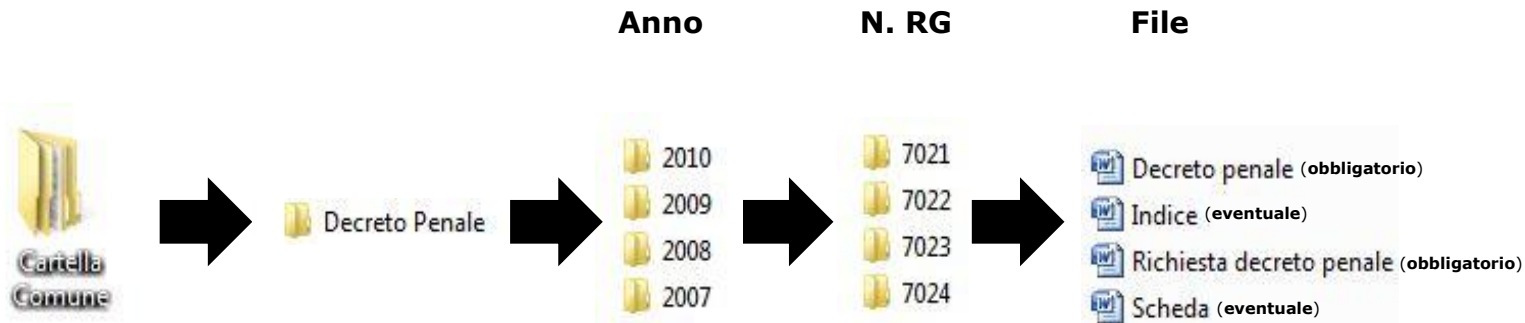 Anno
N. RG
File
Cartella
Comune
Decreto Penale
2010
2009
2008
2007
7021
7022
7023
7024
Decreto penale (obbligatorio)
Indice (eventuale)
Richiesta decreto penale (obbligatorio)
Scheda (eventuale)